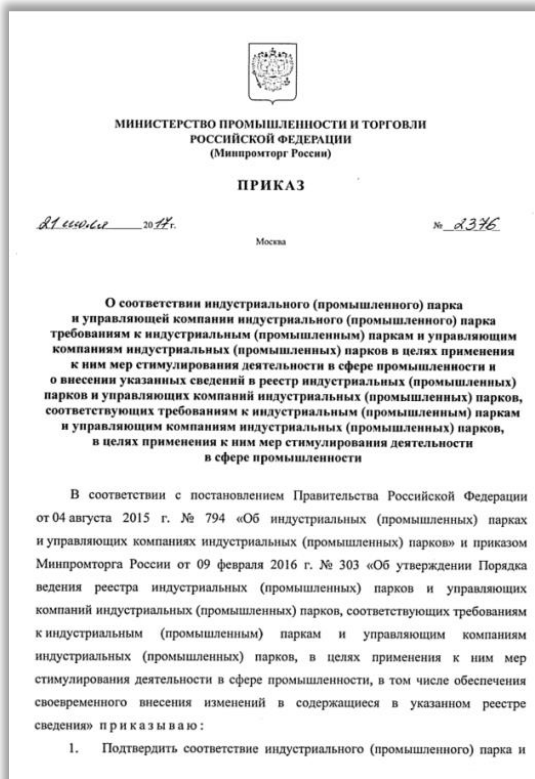 МИНИСТЕРСТВО ПРОМЫШЛЕННОСТИ И ТОРГОВЛИ
РОССИЙСКОЙ ФЕДЕРАЦИИ
(Минпромторг России)
ПРИКАЗ
21 июля 2017 г. № 2376
Москва
О соответствии индустриального (промышленного) парка
и управляющей компании индустриального (промышленного) парка
требованиям к индустриальным (промышленным) паркам и управляющим
компаниям индустриальных (промышленных) парков в целях применения
к ним мер стимулирования деятельности в сфере промышленности и
о внесении указанных сведений в реестр индустриальных (промышленных)
парков и управляющих компаний индустриальных (промышленных) парков,
соответствующих требованиям к индустриальным (промышленным) паркам
и управляющим компаниям индустриальных (промышленных) парков,
в целях применения к ним мер стимулирования деятельности
в сфере промышленности
В соответствии с постановлением Правительства Российской Федерации
от 04 августа 2015 г. № 794 «Об индустриальных (промышленных) парках
и управляющих компаниях индустриальных (промышленных) парков» и приказом
Минпромторга России от 09 февраля 2016 г. № 303 «Об утверждении Порядка
ведения реестра индустриальных (промышленных) парков и управляющих
компаний индустриальных (промышленных) парков, соответствующих требованиям
к индустриальным (промышленным) паркам и управляющим компаниям
индустриальных (промышленных) парков, в целях применения к ним мер
стимулирования деятельности в сфере промышленности, в том числе обеспечения
своевременного внесения изменений в содержащиеся в указанном реестре
сведения» п р и к а з ы в а ю :
1. Подтвердить соответствие индустриального (промышленного) парка и